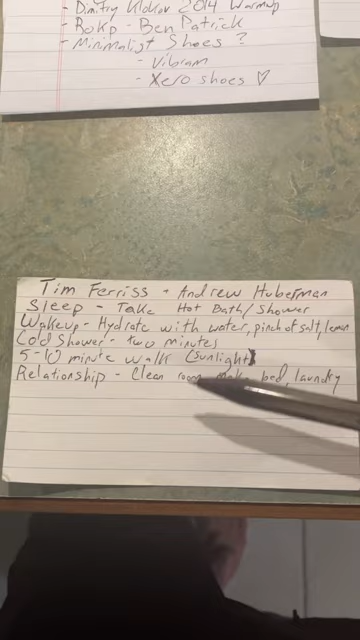 - Dmitry Klokov 2014 Warmup
- ROKP - Ben Patrick
- Minimalist Shoes ?
- Vibram
- Xero shoes ♡
Tim Ferriss - Andrew Huberman
Sleep - Take Hot Bath/Shower
Wakeup - Hydrate with water, pinch of salt, lemon
Cold Shower - two minutes
5-10 minute walk (sunlight)
Relationship - Clean room, make bed, laundry